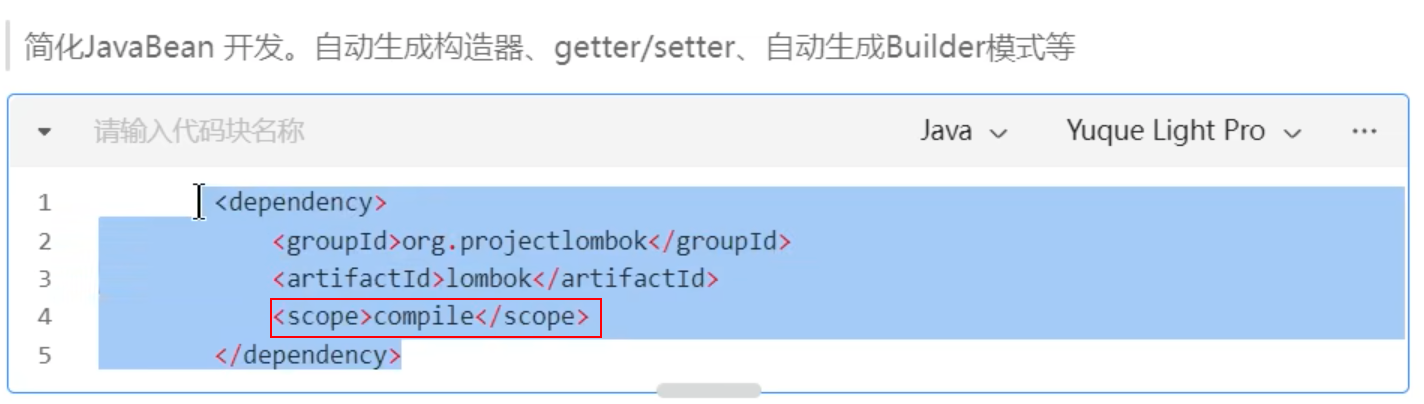 简化JavaBean 开发。自动生成构造器、getter/setter、自动生成Builder模式等
请输入代码块名称 Java Yuque Light Pro ···
1 <dependency>
2 <groupId>org.projectlombok</groupId>
3 <artifactId>lombok</artifactId>
4 <scope>compile</scope>
5 </dependency>